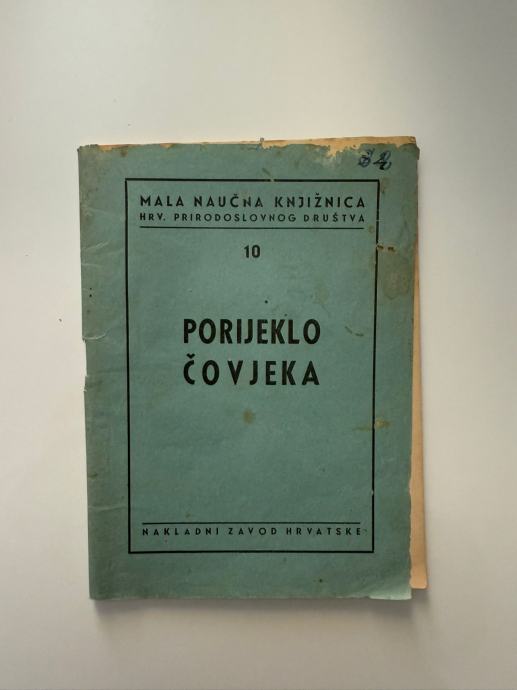 MALA NAUČNA KNJIŽNICA
HRV. PRIRODOSLOVNOG DRUŠTVA
10
PORIJEKLO
ČOVJEKA
NAKLADNI ZAVOD HRVATSKE